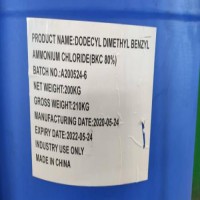 PRODUCT NAME:DODECYL DIMETHYL BENZYL
AMMONIUM CHLORIDE(BKC 80%)
BATCH NO.:A200524-6
NET WEIGHT:200KG
GROSS WEIGHT:210KG
MANUFACTURING DATE:2020-05-24
EXPIRY DATE:2022-05-24
INDUSTRY USE ONLY
MADE IN CHINA